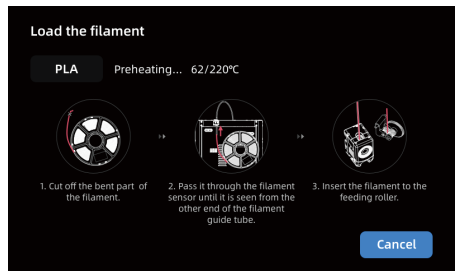 Load the filament
PLA
Preheating... 62/220℃
1. Cut off the bent part of
the filament.
2. Pass it through the filament
sensor until it is seen from the
other end of the filament
guide tube.
3. Insert the filament to the
feeding roller.
Cancel